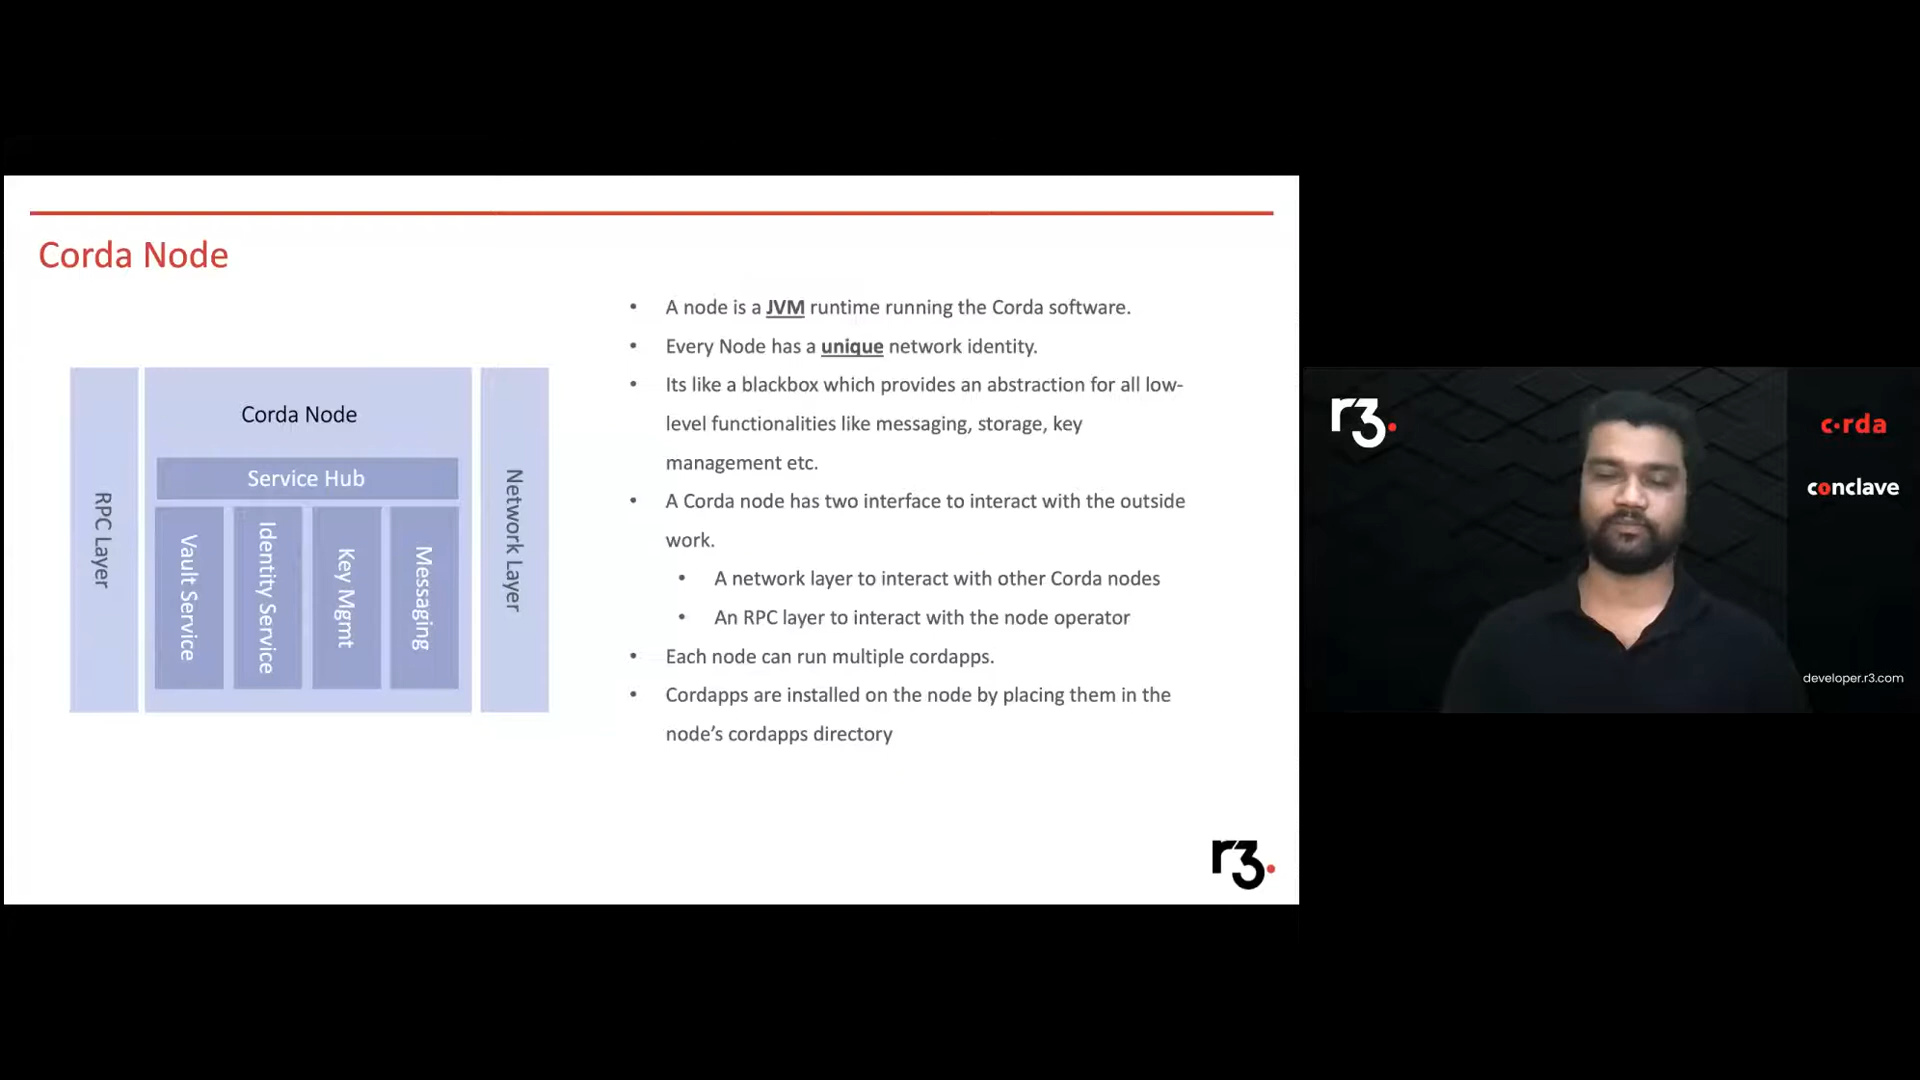 Corda Node
RPC Layer
Corda Node
Service Hub
Vault Service
Identity Service
Key Mgmt
Messaging
Network Layer
• A node is a JVM runtime running the Corda software.
• Every Node has a unique network identity.
• Its like a blackbox which provides an abstraction for all low-
level functionalities like messaging, storage, key
management etc.
• A Corda node has two interface to interact with the outside
work.
• A network layer to interact with other Corda nodes
• An RPC layer to interact with the node operator
• Each node can run multiple cordapps.
• Cordapps are installed on the node by placing them in the
node’s cordapps directory
r3.
r3.
c·rda
conclave
developer.r3.com